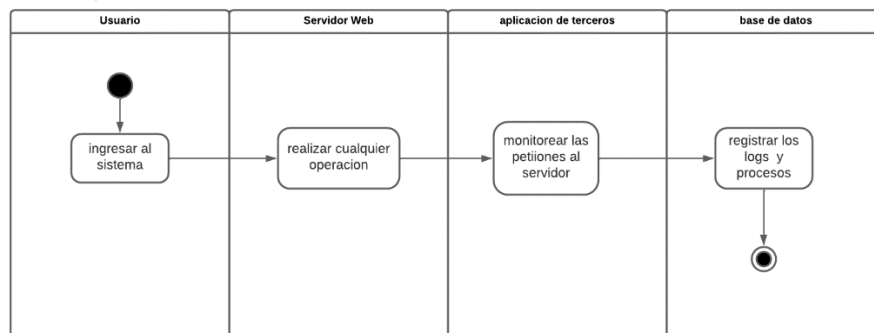 Usuario
Servidor Web
aplicacion de terceros
base de datos
ingresar al
sistema
realizar cualquier
operacion
monitorear las
petiiones al
servidor
registrar los
logs y
procesos